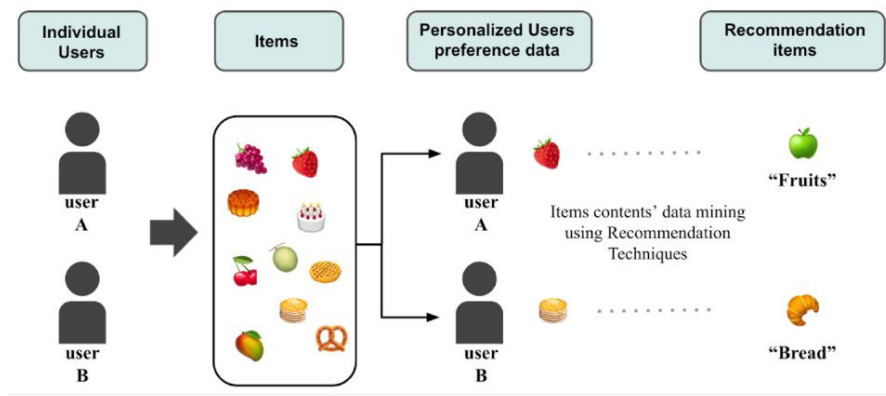 Individual
Users
Items
Personalized Users
preference data
Recommendation
items
user
A
user
A
“Fruits”
Items contents’ data mining
using Recommendation
Techniques
user
B
user
B
“Bread”